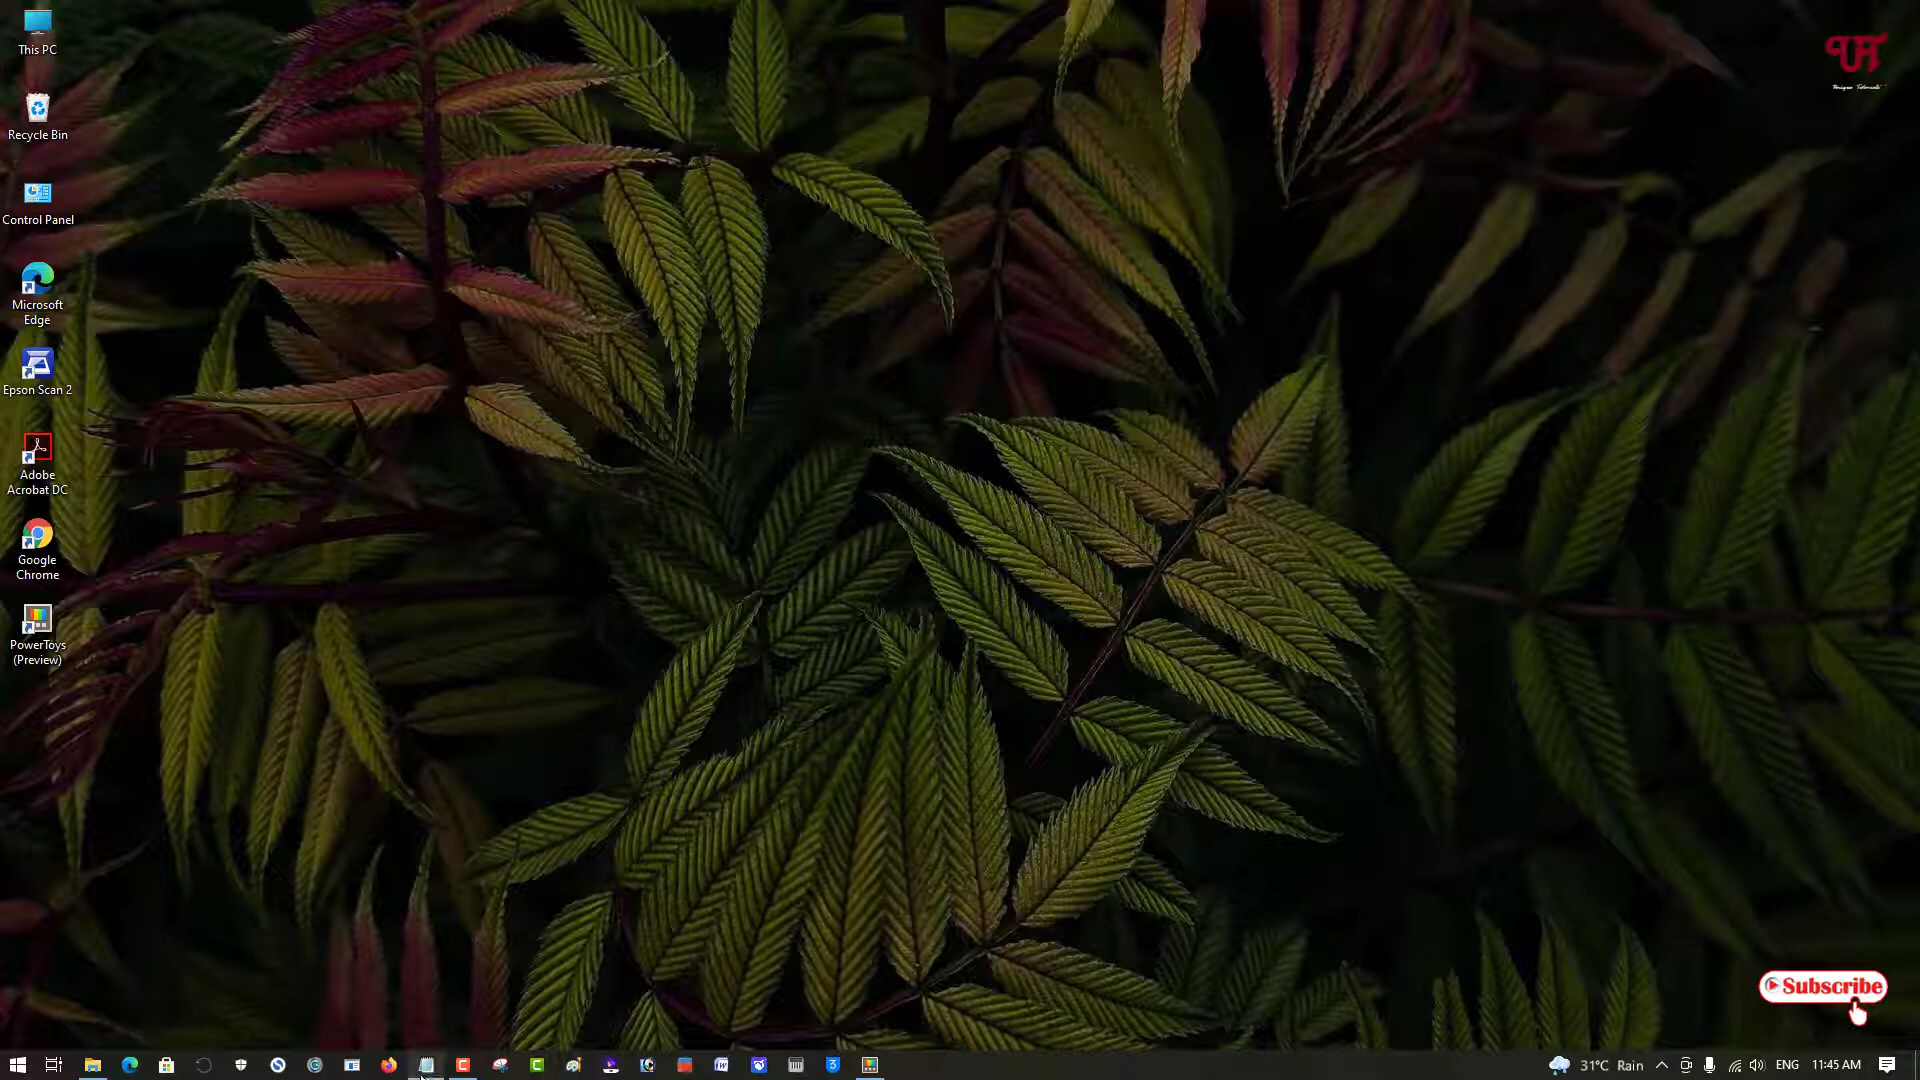 This PC
Recycle Bin
Control Panel
Microsoft
Edge
Epson Scan 2
Adobe
Acrobat DC
Google
Chrome
PowerToys
(Preview)
UT
Subscribe
31°C Rain
ENG
11:45 AM